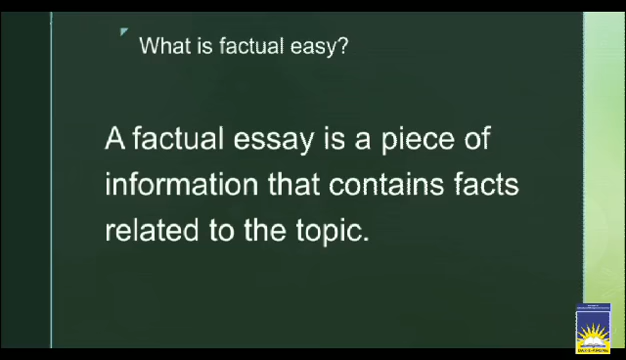 What is factual easy?
A factual essay is a piece of
information that contains facts
related to the topic.